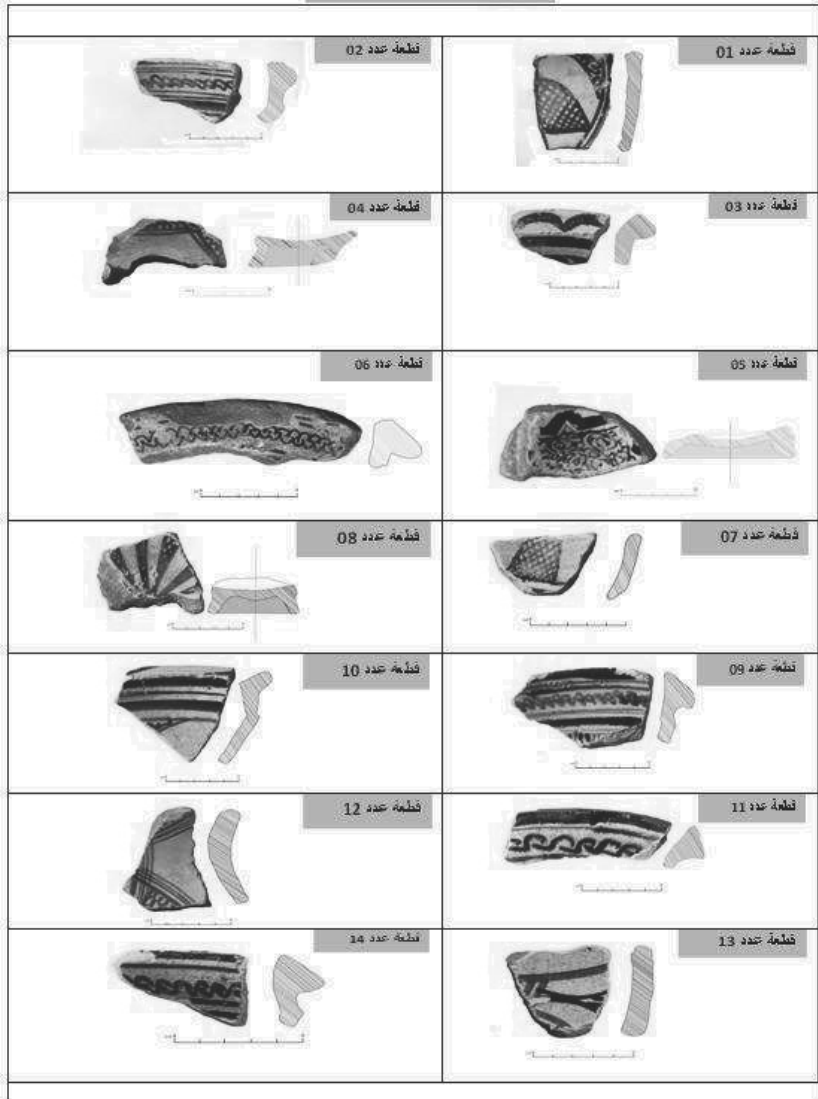 قطعة عدد 01
قطعة عدد 02
قطعة عدد 03
قطعة عدد 04
قطعة عدد 05
قطعة عدد 06
قطعة عدد 07
قطعة عدد 08
قطعة عدد 09
قطعة عدد 10
قطعة عدد 11
قطعة عدد 12
قطعة عدد 13
قطعة عدد 14